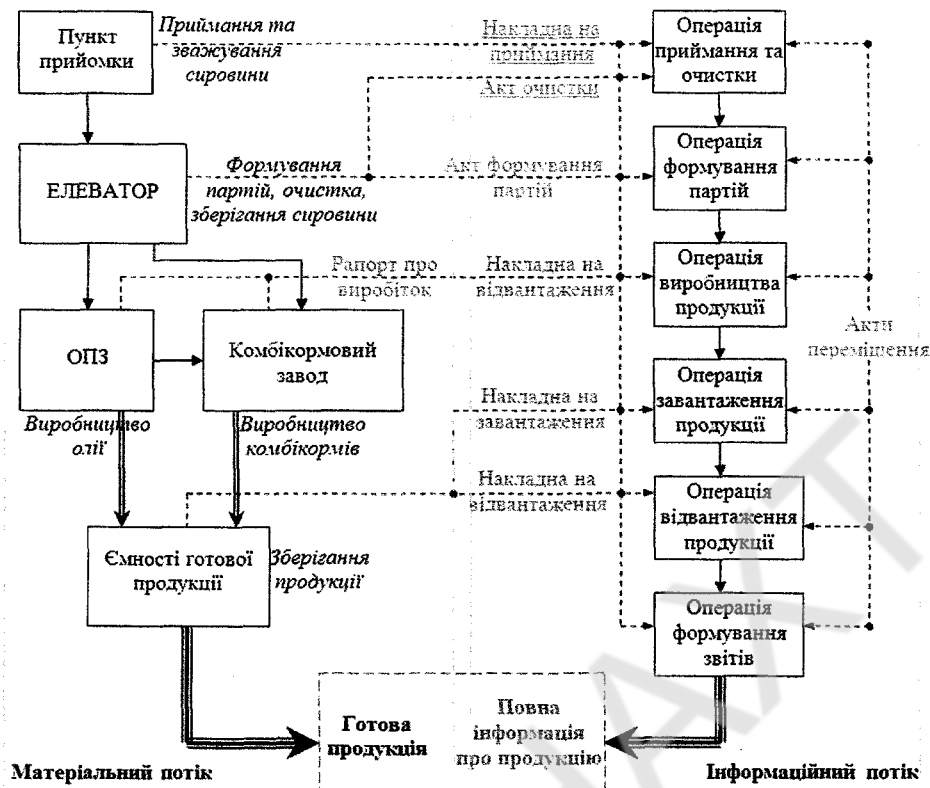 Пункт
прийомки
Приймання та
зважування
сировини
Накладна на
приймання
Операція
приймання та
очистки
Акт очистки
ЕЛЕВАТОР
Формування
партій, очистка,
зберігання сировини
Акт формування
партій
Операція
формування
партій
Рапорт про
виробіток
Накладна на
відвантаження
Операція
виробництва
продукції
Акти
переміщення
ОПЗ
Комбікормовий
завод
Накладна на
завантаження
Операція
завантаження
продукції
Виробництво
олії
Виробництво
комбікормів
Накладна на
відвантаження
Операція
відвантаження
продукції
Ємності готової
продукції
Зберігання
продукції
Операція
формування
звітів
Готова
продукція
Повна
інформація
про продукцію
Матеріальний потік
Інформаційний потік